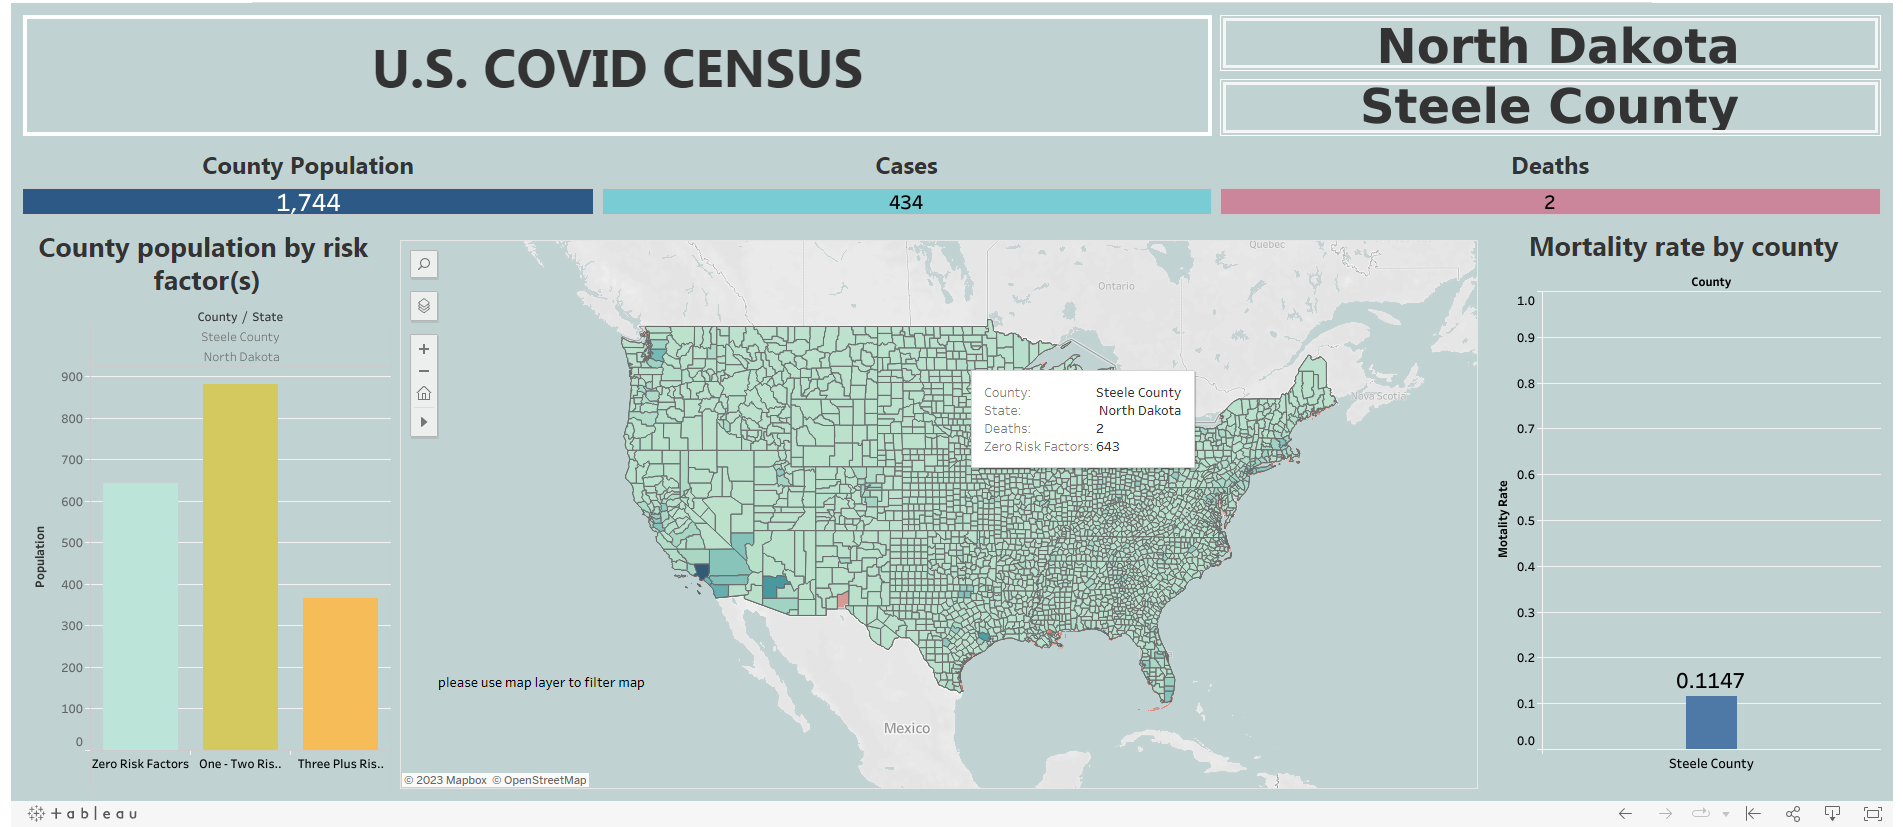 U.S. COVID CENSUS
North Dakota
Steele County
County Population
Cases
Deaths
1,744
434
2
County population by risk
factor(s)
County / State
Steele County
North Dakota
900
800
700
600
500
400
300
200
100
0
Population
Zero Risk Factors
One - Two Ris..
Three Plus Ris..
Quebec
Ontario
Nova Scotia
County: Steele County
State: North Dakota
Deaths: 2
Zero Risk Factors: 643
please use map layer to filter map
Mexico
© 2023 Mapbox © OpenStreetMap
Mortality rate by county
County
1.0
0.9
0.8
0.7
0.6
0.5
0.4
0.3
0.2
0.1
0.0
Motality Rate
0.1147
Steele County
+ a b l e a u